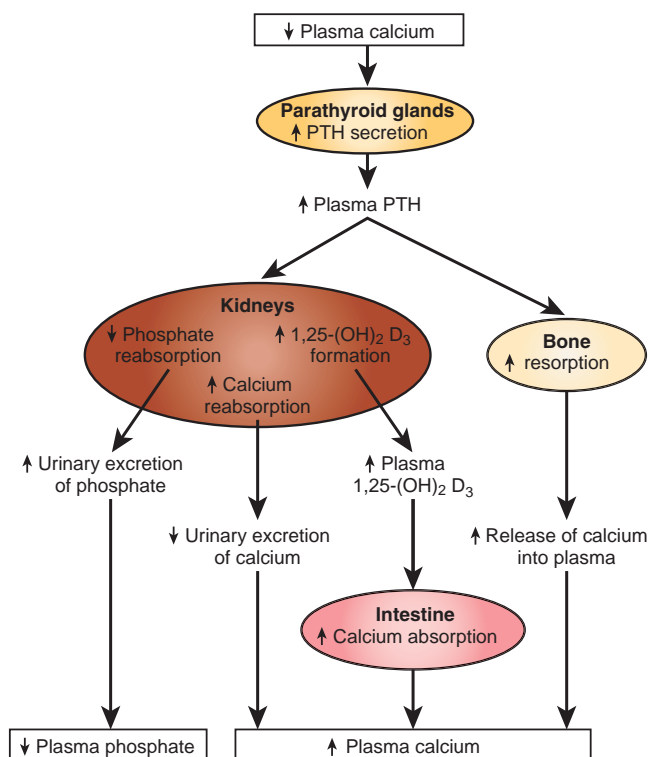 ↓ Plasma calcium
Parathyroid glands
↑ PTH secretion
↑ Plasma PTH
Kidneys
↓ Phosphate
reabsorption
↑ 1,25-(OH)₂ D₃
formation
↑ Calcium
reabsorption
Bone
↑ resorption
↑ Urinary excretion
of phosphate
↑ Plasma
1,25-(OH)₂ D₃
↓ Urinary excretion
of calcium
↑ Release of calcium
into plasma
Intestine
↑ Calcium absorption
↓ Plasma phosphate
↑ Plasma calcium